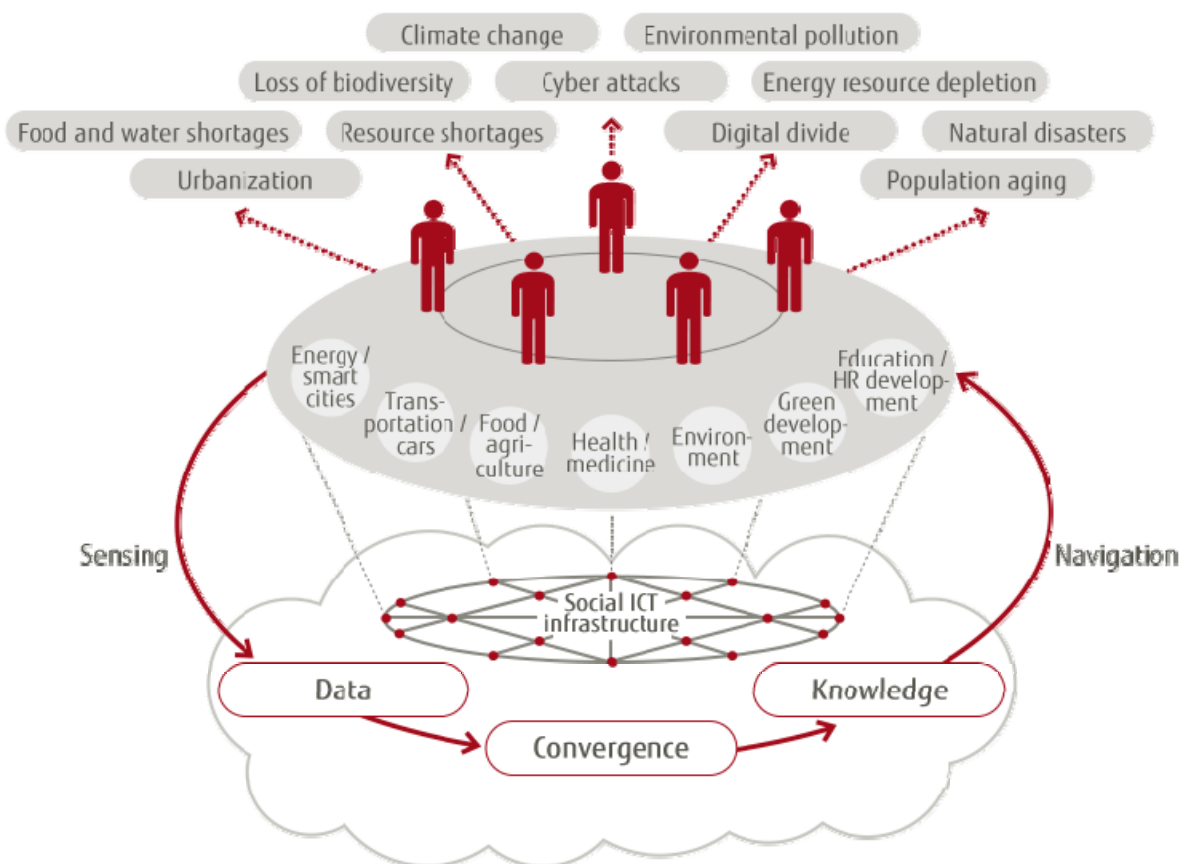 Climate change
Environmental pollution
Loss of biodiversity
Cyber attacks
Energy resource depletion
Food and water shortages
Resource shortages
Digital divide
Natural disasters
Urbanization
Population aging
Energy /
smart
cities
Trans-
portation /
cars
Food /
agri-
culture
Health /
medicine
Environ-
ment
Green
develop-
ment
Education /
HR develop-
ment
Sensing
Navigation
Social ICT
infrastructure
Data
Convergence
Knowledge